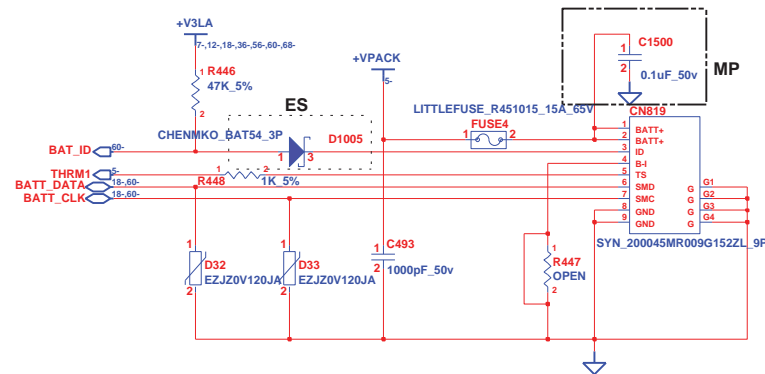 +V3LA
7-,12-,18-,36-,56-,60-,68-
1
R446
47K_5%
2
+VPACK
5-
1
C1500
2
0.1uF_50v
MP
ES
LITTLEFUSE_R451015_15A_65V
CHENMKO_BAT54_3P
D1005
1
3
1
FUSE4
2
CN819
BAT_ID
60-
THRM1
5-
BATT_DATA
18-,60-
BATT_CLK
18-,60-
1
R448
2
1K_5%
1 BATT+
2 BATT+
3 ID
4 B-I
5 TS
6 SMD
7 SMC
8 GND
9 GND
G G1
G G2
G G3
G G4
SYN_200045MR009G152ZL_9P
1
D32
2
EZJZ0V120JA
1
D33
2
EZJZ0V120JA
1
C493
2
1000pF_50v
1
R447
OPEN
2